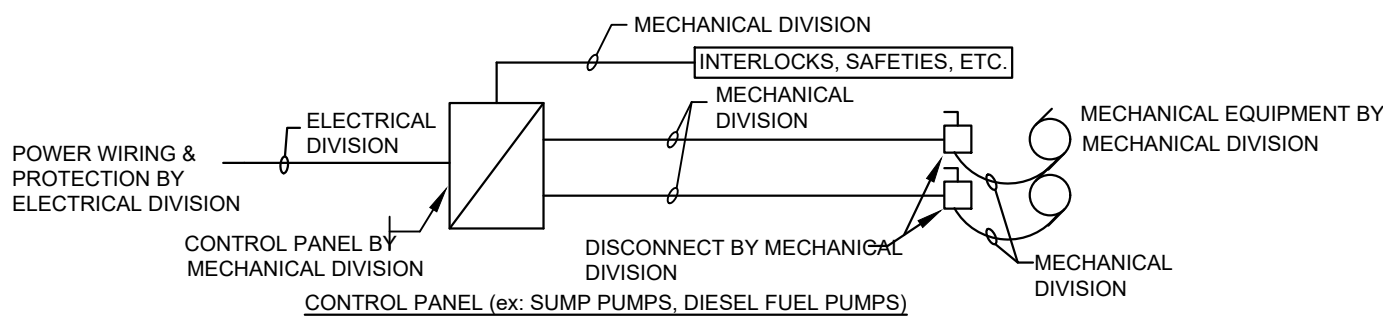 MECHANICAL DIVISION
INTERLOCKS, SAFETIES, ETC.
MECHANICAL
DIVISION
ELECTRICAL
DIVISION
MECHANICAL EQUIPMENT BY
MECHANICAL DIVISION
POWER WIRING &
PROTECTION BY
ELECTRICAL DIVISION
CONTROL PANEL BY
MECHANICAL DIVISION
DISCONNECT BY MECHANICAL
DIVISION
MECHANICAL
DIVISION
CONTROL PANEL (ex: SUMP PUMPS, DIESEL FUEL PUMPS)